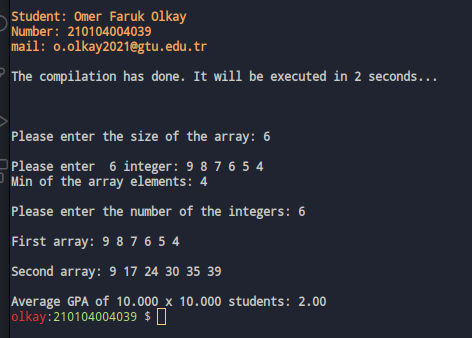 Student: Omer Faruk Olkay
Number: 210104004039
mail: o.olkay2021@gtu.edu.tr
The compilation has done. It will be executed in 2 seconds...
Please enter the size of the array: 6
Please enter  6 integer: 9 8 7 6 5 4
Min of the array elements: 4
Please enter the number of the integers: 6
First array: 9 8 7 6 5 4
Second array: 9 17 24 30 35 39
Average GPA of 10.000 x 10.000 students: 2.00
olkay:210104004039 $